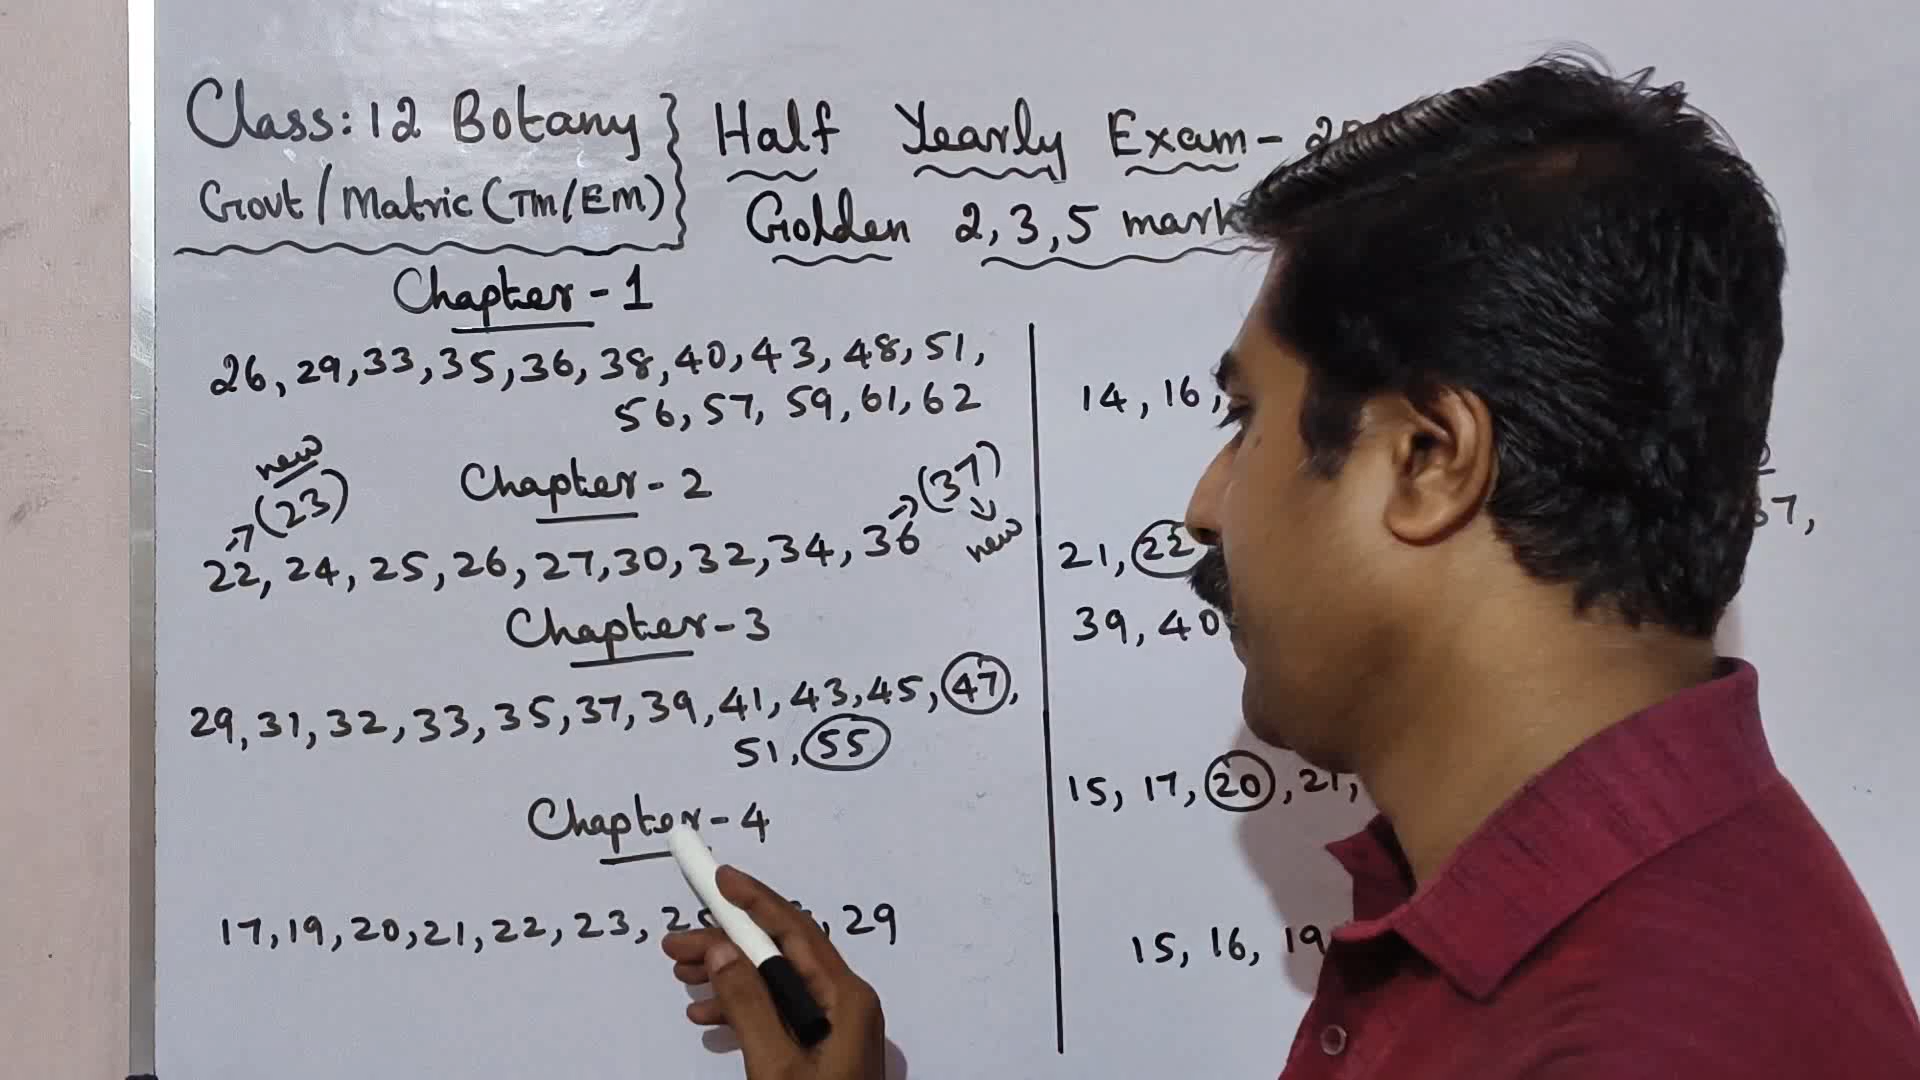 Class: 12 Botany } Half Yearly Exam -
Govt/Matric (TM/EM) Golden 2, 3, 5 mark
Chapter - 1
26, 29, 33, 35, 36, 38, 40, 43, 48, 51,
56, 57, 59, 61, 62
new
(23)
Chapter - 2
(37)
new
22, 24, 25, 26, 27, 30, 32, 34, 36
Chapter - 3
29, 31, 32, 33, 35, 37, 39, 41, 43, 45, 47,
51, 55
Chapter - 4
17, 19, 20, 21, 22, 23, 29
14, 16,
37,
21, 22
39, 40
15, 17, 20, 21,
15, 16, 19